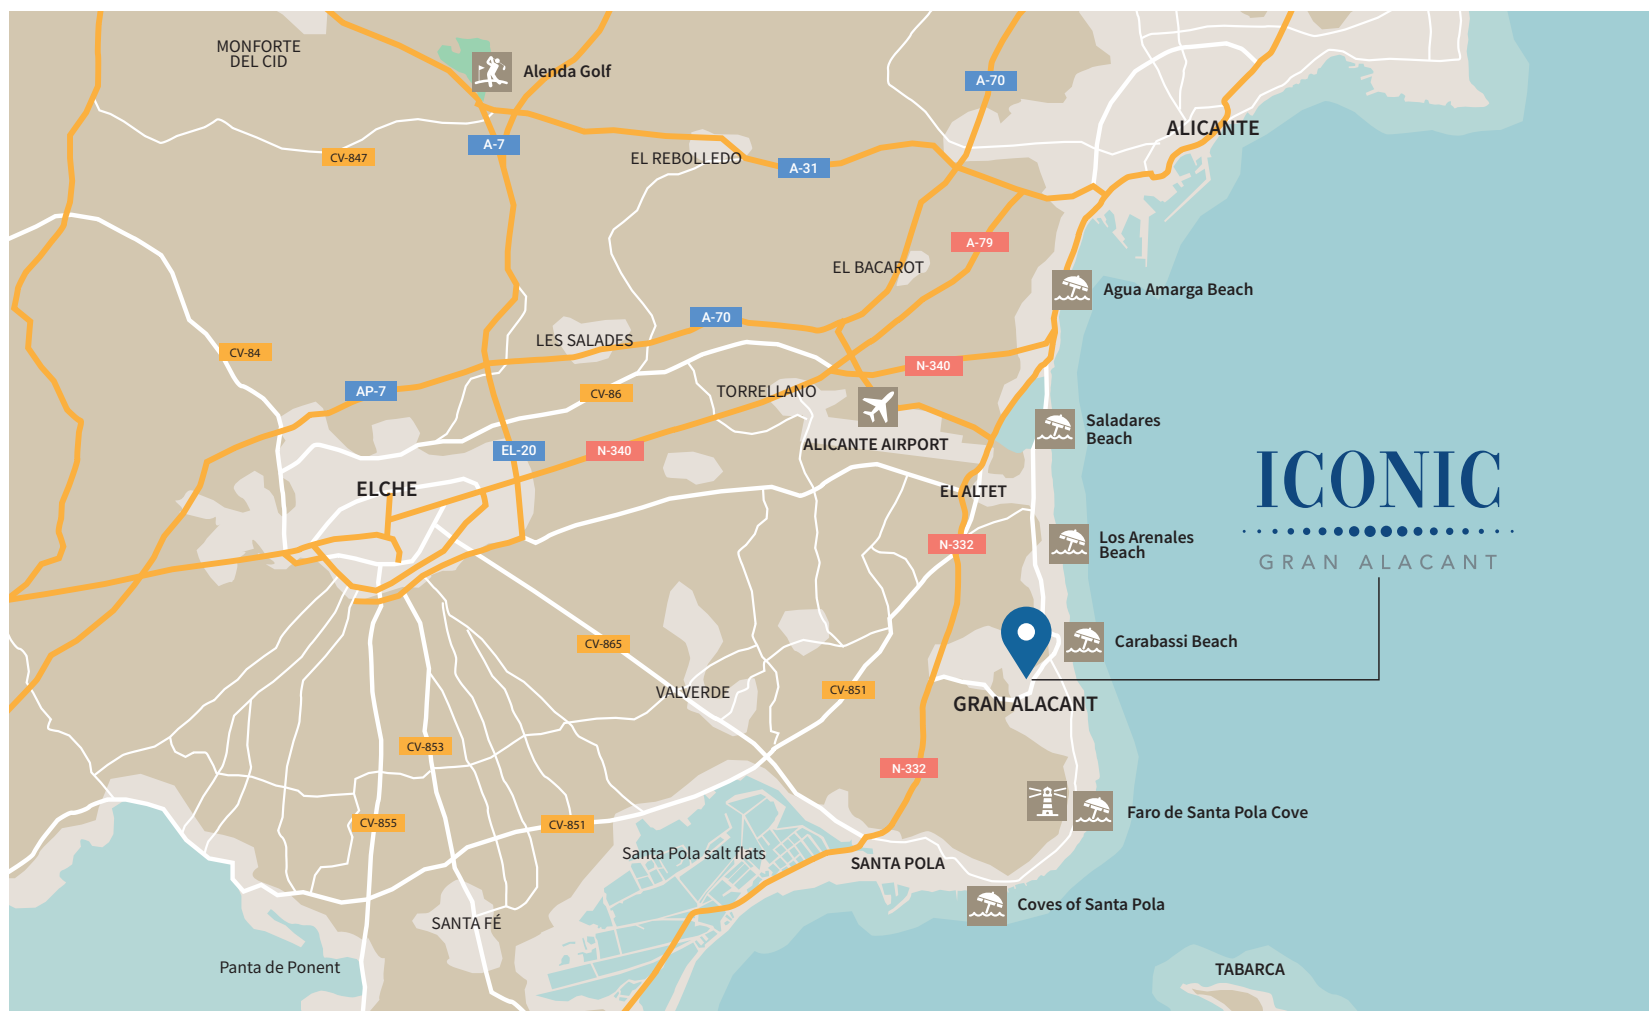 MONFORTE
DEL CID
Alenda Golf
A-70
ALICANTE
A-7
CV-847
EL REBOLLEDO
A-31
A-79
EL BACAROT
Agua Amarga Beach
A-70
LES SALADES
CV-84
N-340
AP-7
CV-86
TORRELLANO
ALICANTE AIRPORT
Saladares
Beach
EL-20
N-340
ELCHE
EL ALTET
ICONIC
GRAN ALACANT
N-332
Los Arenales
Beach
CV-865
Carabassi Beach
VALVERDE
CV-851
GRAN ALACANT
CV-853
N-332
CV-855
CV-851
Faro de Santa Pola Cove
Santa Pola salt flats
SANTA POLA
Coves of Santa Pola
SANTA FÉ
Panta de Ponent
TABARCA